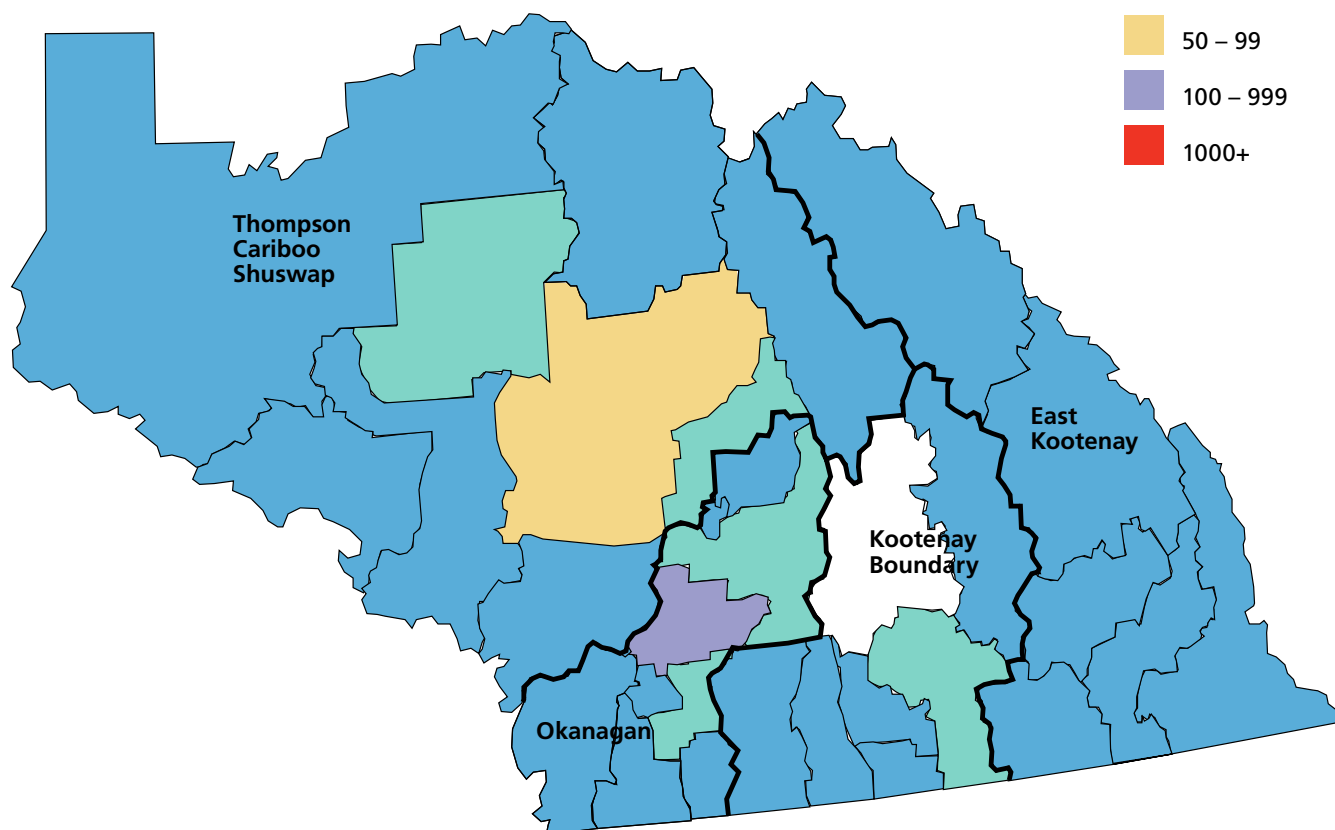 50 – 99
100 – 999
1000+
Thompson
Cariboo
Shuswap
East
Kootenay
Kootenay
Boundary
Okanagan